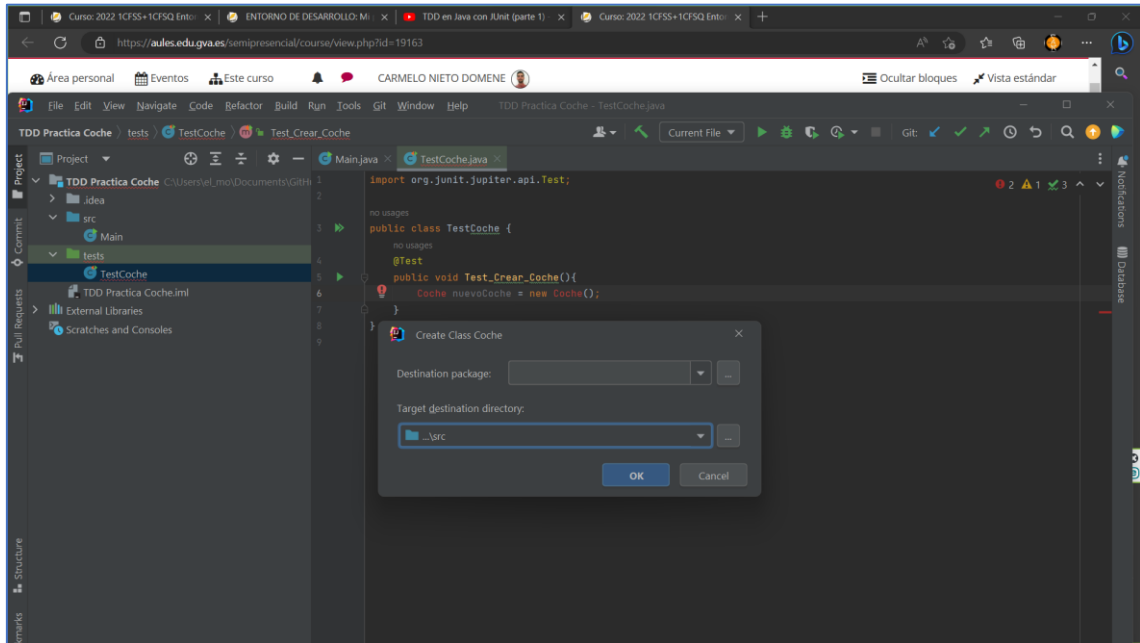 Curso: 2022 1CFSS+1CFSQ Ento
ENTORNO DE DESARROLLO: Mi
TDD en Java con JUnit (parte 1)
Curso: 2022 1CFSS+1CFSQ Ento
https://aules.edu.gva.es/semipresencial/course/view.php?id=19163
Área personal Eventos Este curso CARMELO NIETO DOMENE Ocultar bloques Vista estándar
File Edit View Navigate Code Refactor Build Run Tools Git Window Help TDD Practica Coche - TestCoche.java
TDD Practica Coche tests TestCoche Test_Crear_Coche Current File Git:
Project Main.java TestCoche.java
TDD Practica Coche C:\Users\el_mo\Documents\GitH
.idea
src
Main
tests
TestCoche
TDD Practica Coche.iml
External Libraries
Scratches and Consoles
1 import org.junit.jupiter.api.Test;
2
no usages
3 public class TestCoche {
no usages
4 @Test
5 public void Test_Crear_Coche(){
6 Coche nuevoCoche = new Coche();
7 }
8 }
9
2 1 3
Create Class Coche
Destination package:
...
Target destination directory:
...\src
...
OK Cancel
Project
Commit
Pull Requests
Structure
Notifications
Database